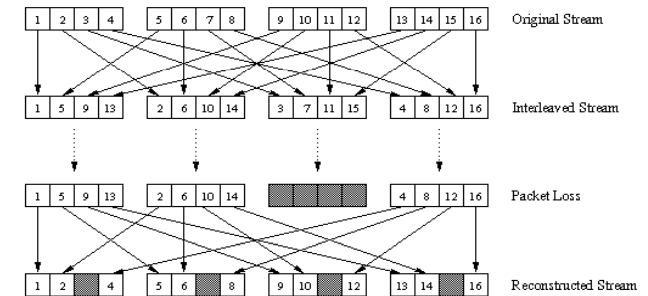 1 2 3 4 5 6 7 8 9 10 11 12 13 14 15 16 Original Stream
1 5 9 13 2 6 10 14 3 7 11 15 4 8 12 16 Interleaved Stream
1 5 9 13 2 6 10 14 4 8 12 16 Packet Loss
1 2 4 5 6 8 9 10 12 13 14 16 Reconstructed Stream